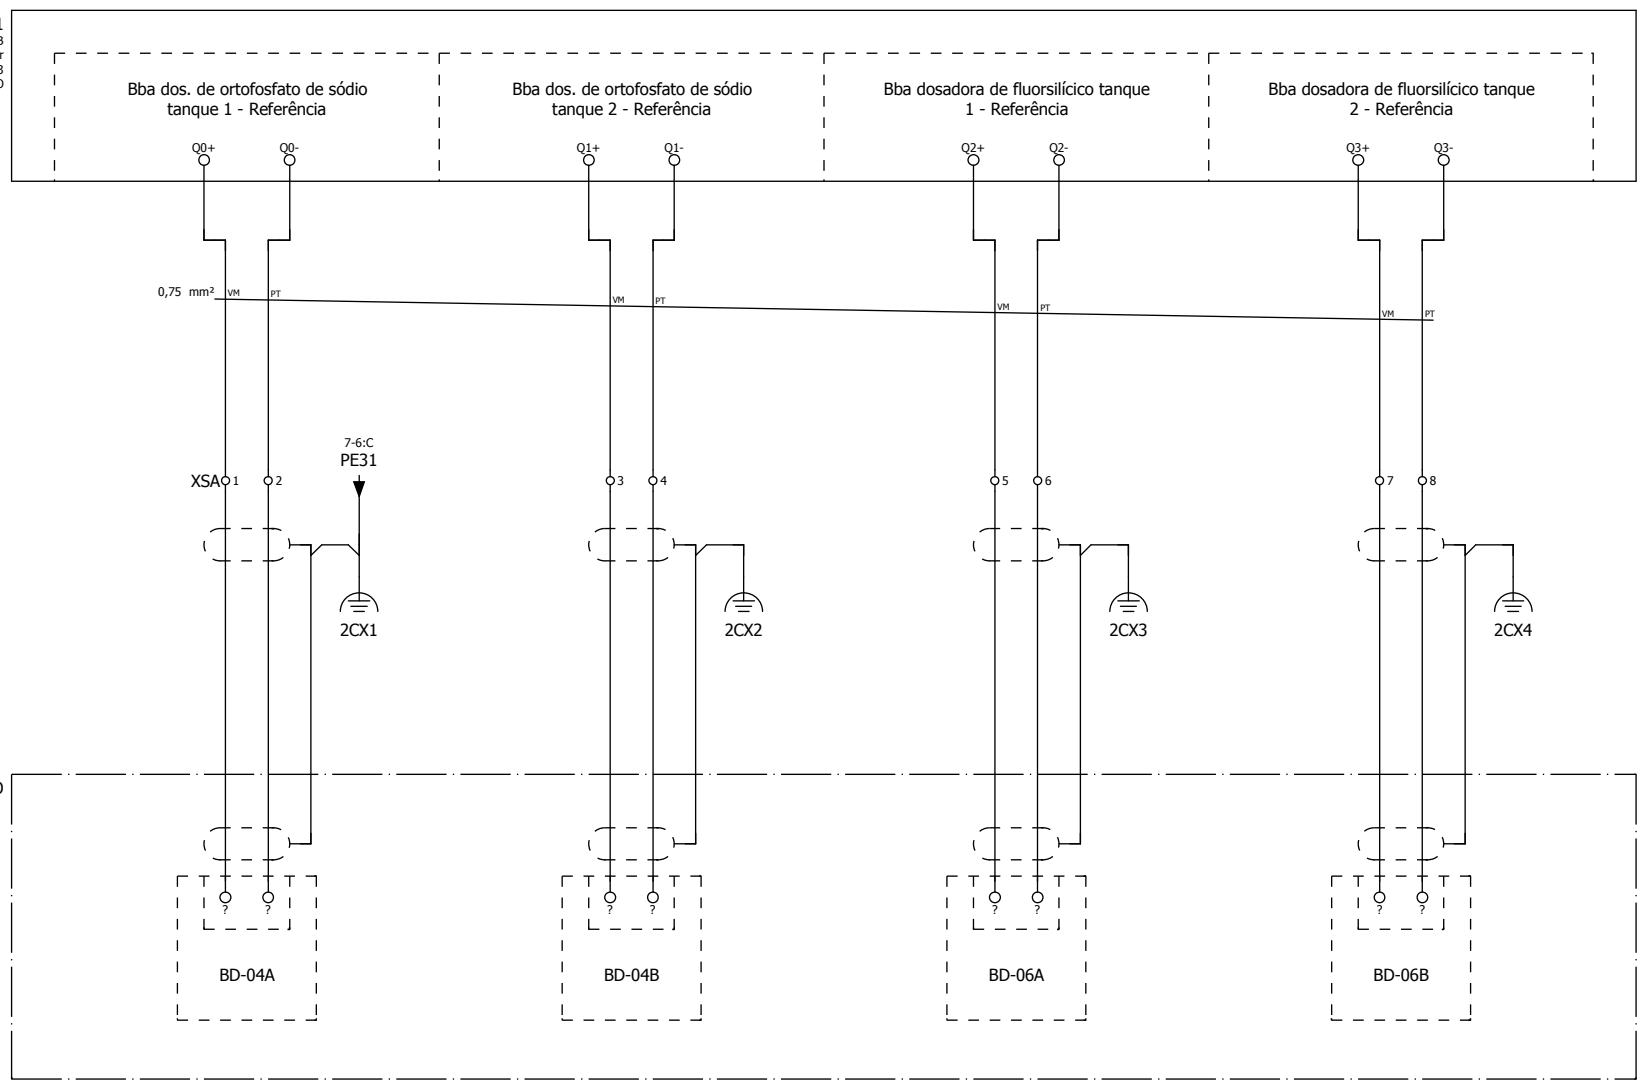 Bba dos. de ortofosfato de sódio
tanque 1 - Referência
Bba dos. de ortofosfato de sódio
tanque 2 - Referência
Bba dosadora de fluorsilícico tanque
1 - Referência
Bba dosadora de fluorsilícico tanque
2 - Referência
Q0+ Q0- Q1+ Q1- Q2+ Q2- Q3+ Q3-
0,75 mm² VM PT VM PT VM PT VM PT
7-6:C
PE31
XSA 1 2 3 4 5 6 7 8
2CX1 2CX2 2CX3 2CX4
? ? ? ? ? ? ? ?
BD-04A BD-04B BD-06A BD-06B